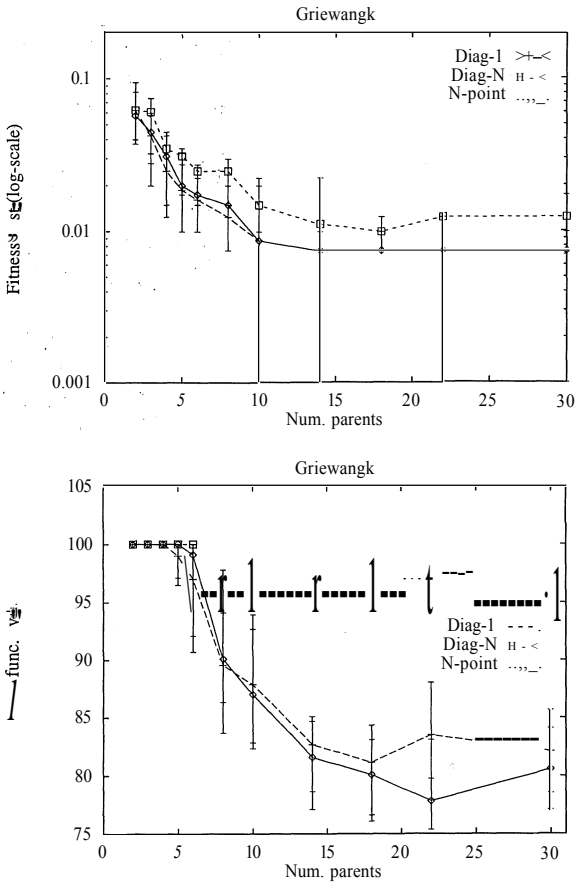 Griewangk
Diag-1
Diag-N
N-point
Fitness (log-scale)
0.1
0.01
0.001
0 5 10 15 20 25 30
Num. parents
Griewangk
105
100
95
90
85
80
75
func.
Diag-1
Diag-N
N-point
0 5 10 15 20 25 30
Num. parents